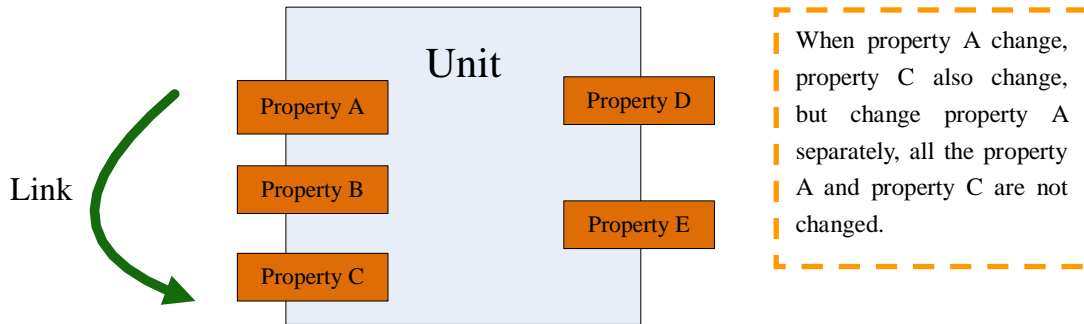 Unit
Property A
Property B
Property C
Property D
Property E
Link
When property A change,
property C also change,
but change property A
separately, all the property
A and property C are not
changed.